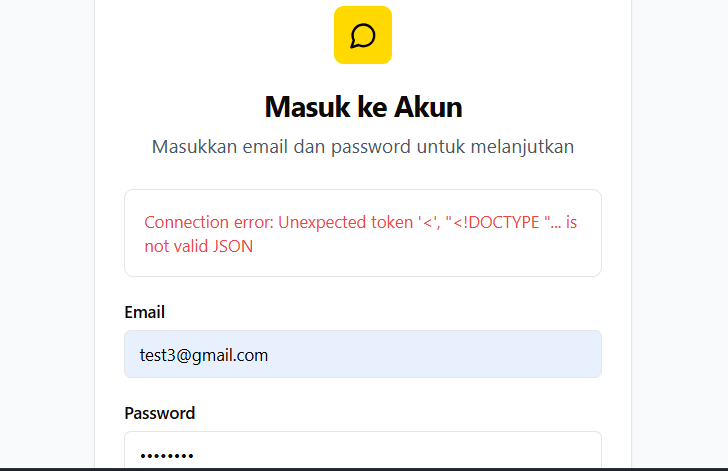 Masuk ke Akun
Masukkan email dan password untuk melanjutkan
Connection error: Unexpected token '<', "<!DOCTYPE "... is
not valid JSON
Email
test3@gmail.com
Password
••••••••